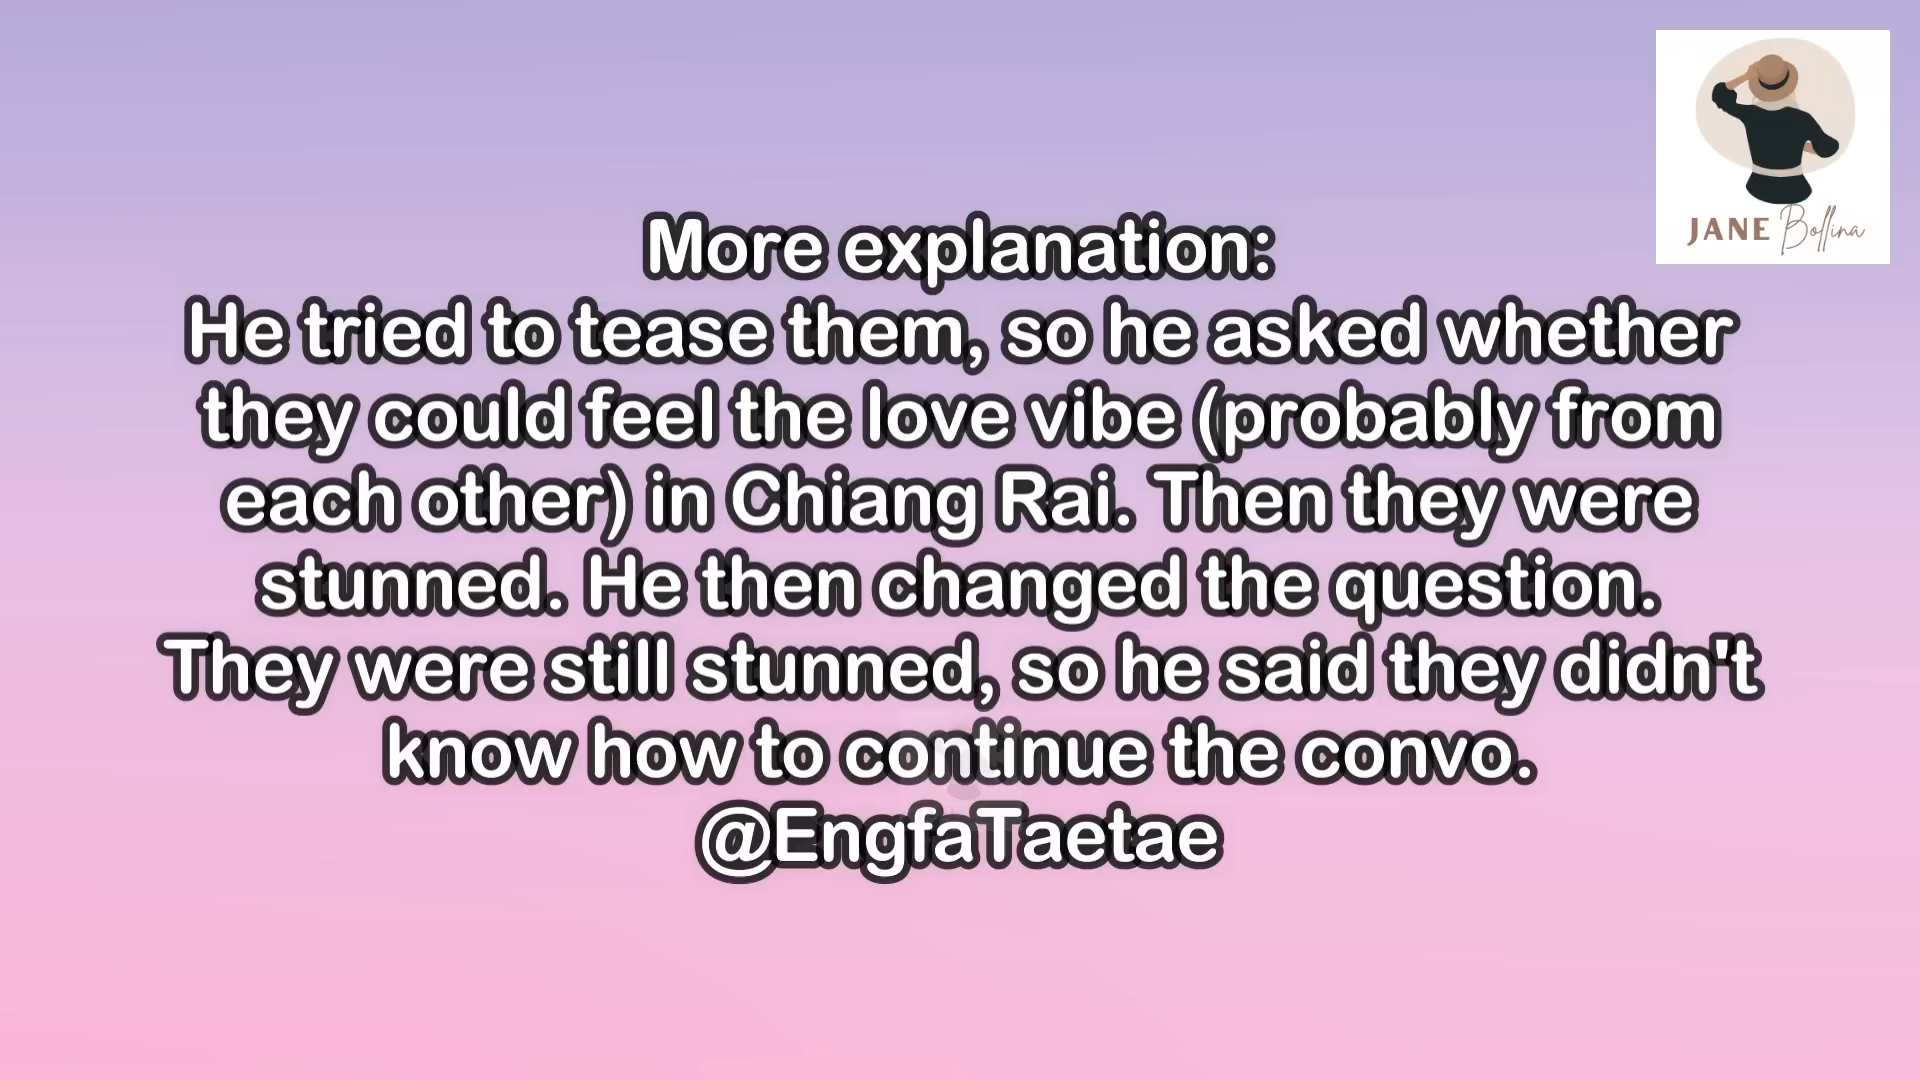 JANE Bollina
More explanation:
He tried to tease them, so he asked whether
they could feel the love vibe (probably from
each other) in Chiang Rai. Then they were
stunned. He then changed the question.
They were still stunned, so he said they didn't
know how to continue the convo.
@EngfaTaetae